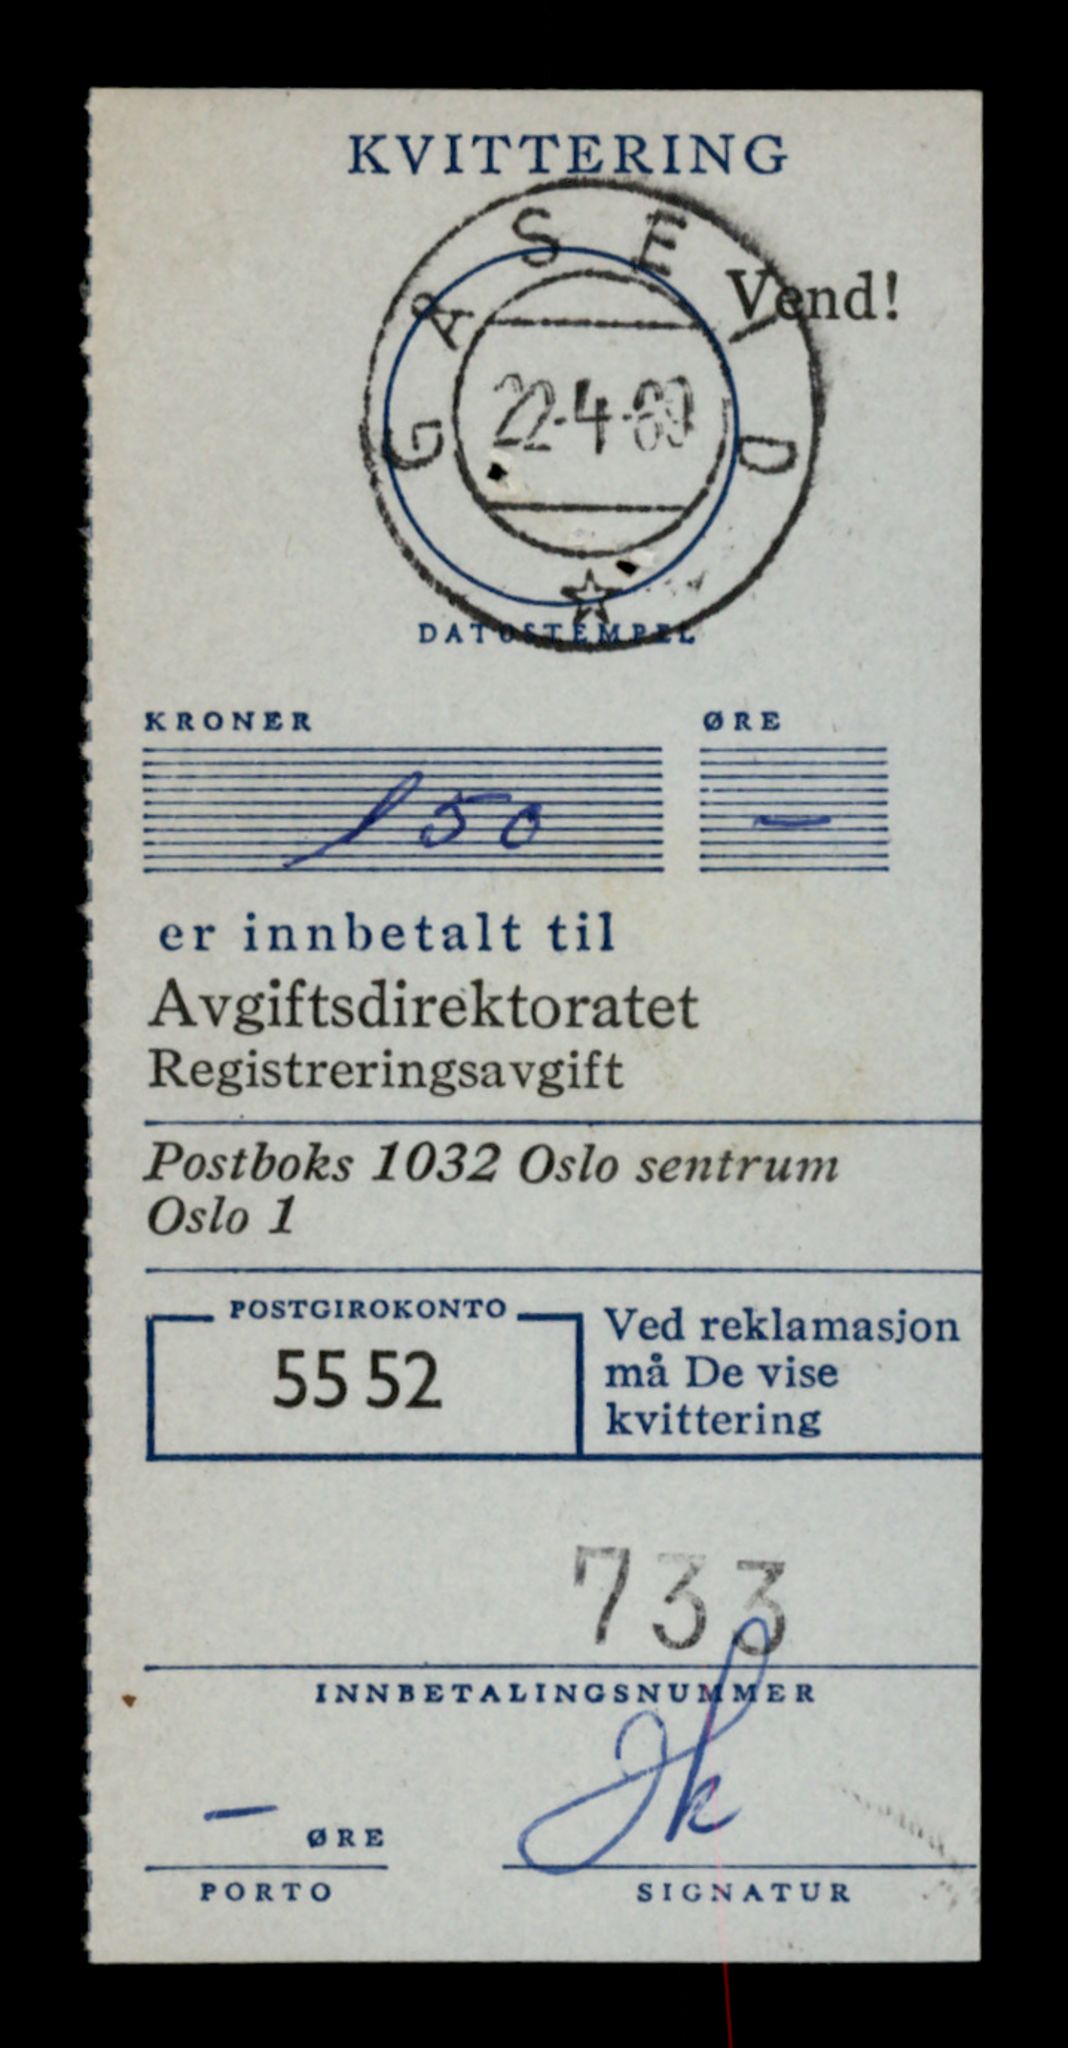 KVITTERING
GASEID
Vend!
22-4-69
DATOSTEMPEL
KRONER ØRE
150 —
er innbetalt til
Avgiftsdirektoratet
Registreringsavgift
Postboks 1032 Oslo sentrum
Oslo 1
POSTGIROKONTO
55 52
Ved reklamasjon
må De vise
kvittering
733
INNBETALINGSNUMMER
— ØRE
PORTO
SIGNATUR